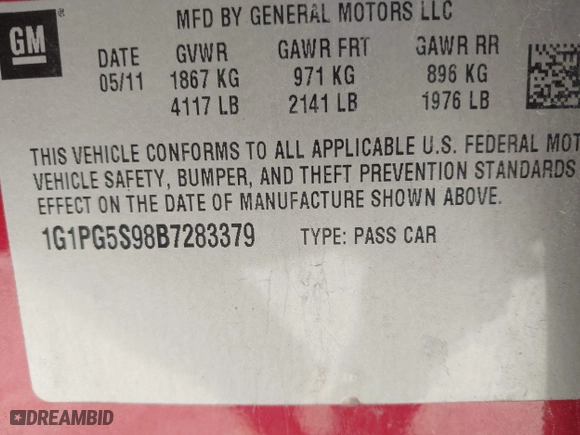 MFD BY GENERAL MOTORS LLC
GM
DATE GVWR GAWR FRT GAWR RR
05/11 1867 KG 971 KG 896 KG
4117 LB 2141 LB 1976 LB
THIS VEHICLE CONFORMS TO ALL APPLICABLE U.S. FEDERAL MOT
VEHICLE SAFETY, BUMPER, AND THEFT PREVENTION STANDARDS
EFFECT ON THE DATE OF MANUFACTURE SHOWN ABOVE.
1G1PG5S98B7283379 TYPE: PASS CAR
DREAMBID